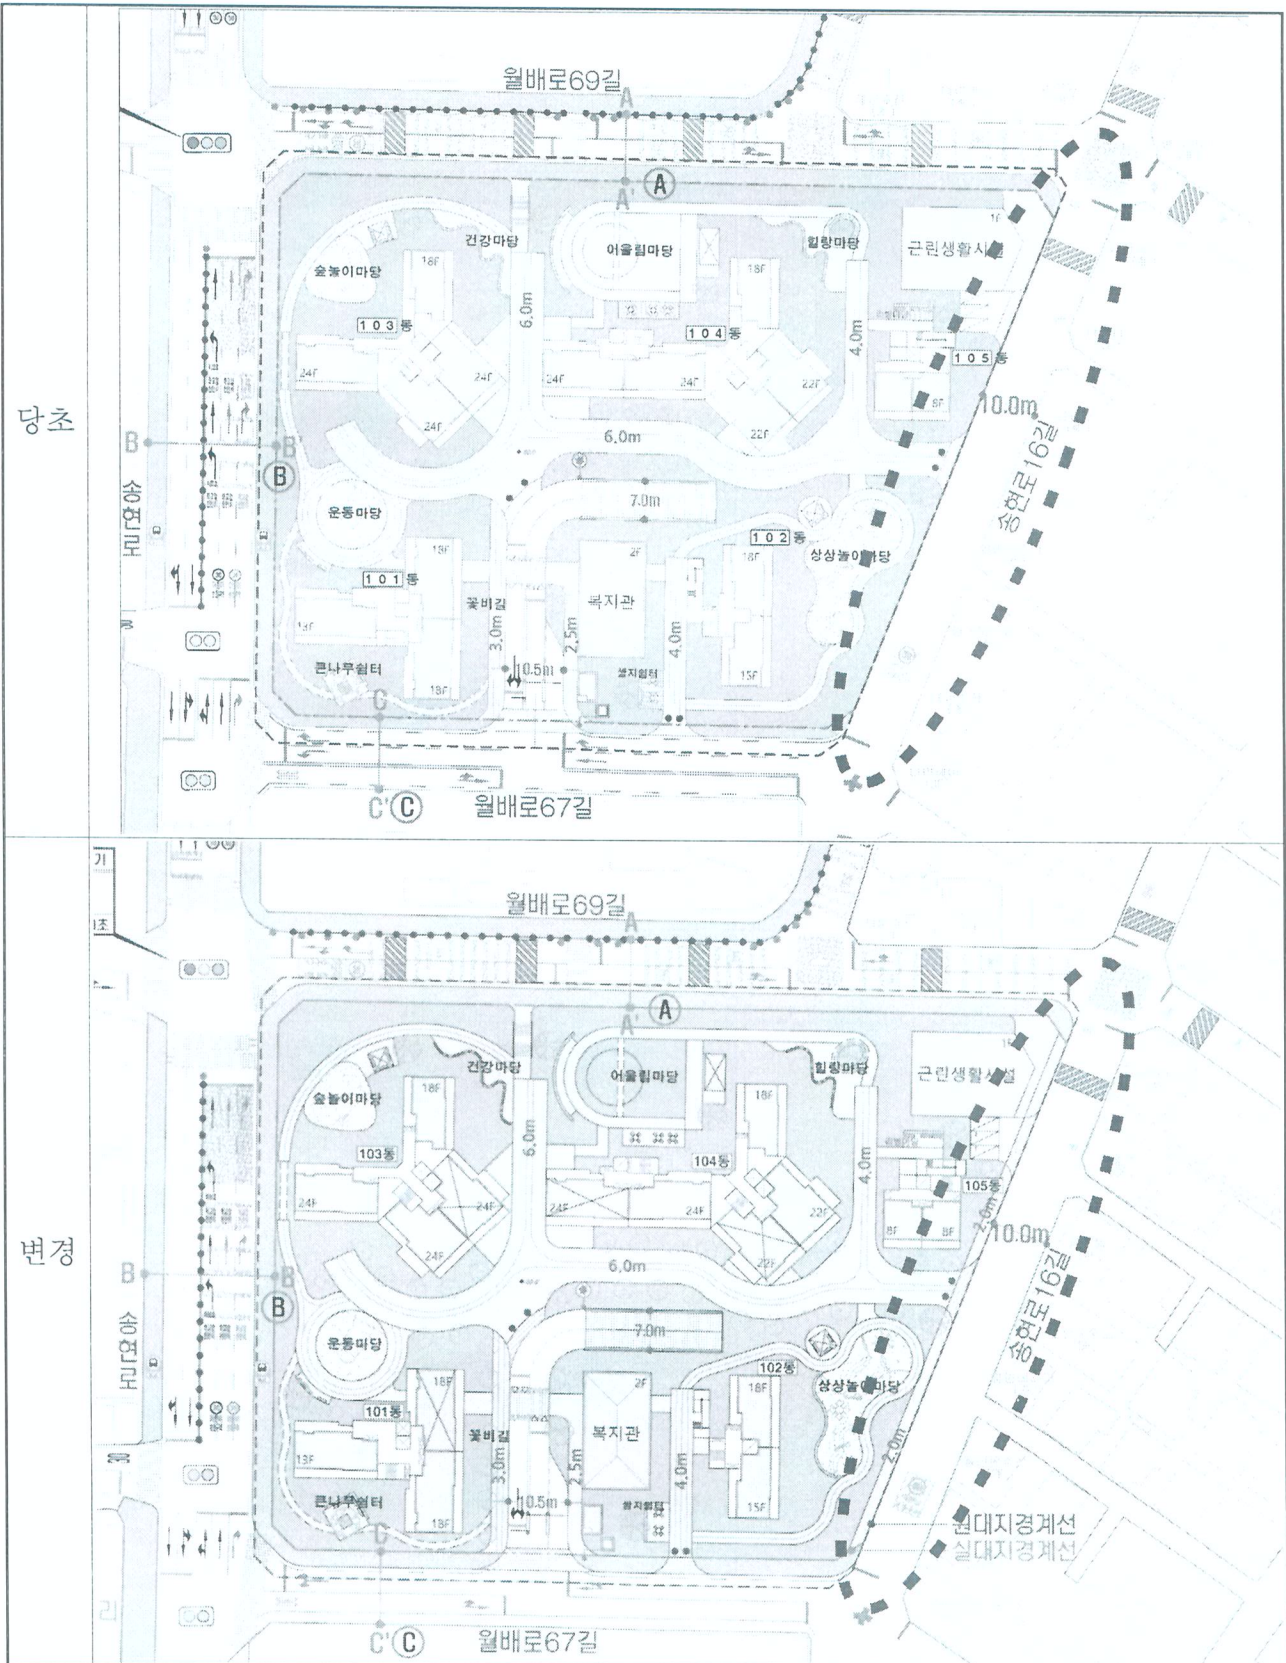 당초
월배로69길
A
A'
A
건강마당
어울림마당
힐링마당
근린생활시설
1F
숲놀이마당
18F
18F
103동
6.0m
104동
4.0m
105동
24F
24F
24F
24F
22F
8F
10.0m
24F
22F
6.0m
B
B'
B
송현로
송현로16길
7.0m
운동마당
102동
상상놀이마당
18F
2F
18F
101동
꽃비길
복지관
13F
3.0m
2.5m
4.0m
큰나무쉼터
10.5m
쌈지쉼터
18F
15F
C
C'
C
월배로67길
변경
기
월배로69길
A
A'
A
건강마당
어울림마당
힐링마당
근린생활시설
1F
숲놀이마당
18F
18F
103동
6.0m
104동
4.0m
105동
24F
24F
24F
24F
22F
8F
8F
2.0m
10.0m
24F
22F
6.0m
B
B'
B
송현로
송현로16길
7.0m
운동마당
102동
상상놀이마당
18F
2F
18F
101동
꽃비길
복지관
13F
3.0m
2.5m
4.0m
2.0m
큰나무쉼터
10.5m
쌈지쉼터
18F
15F
원대지경계선
실대지경계선
C
C'
C
월배로67길